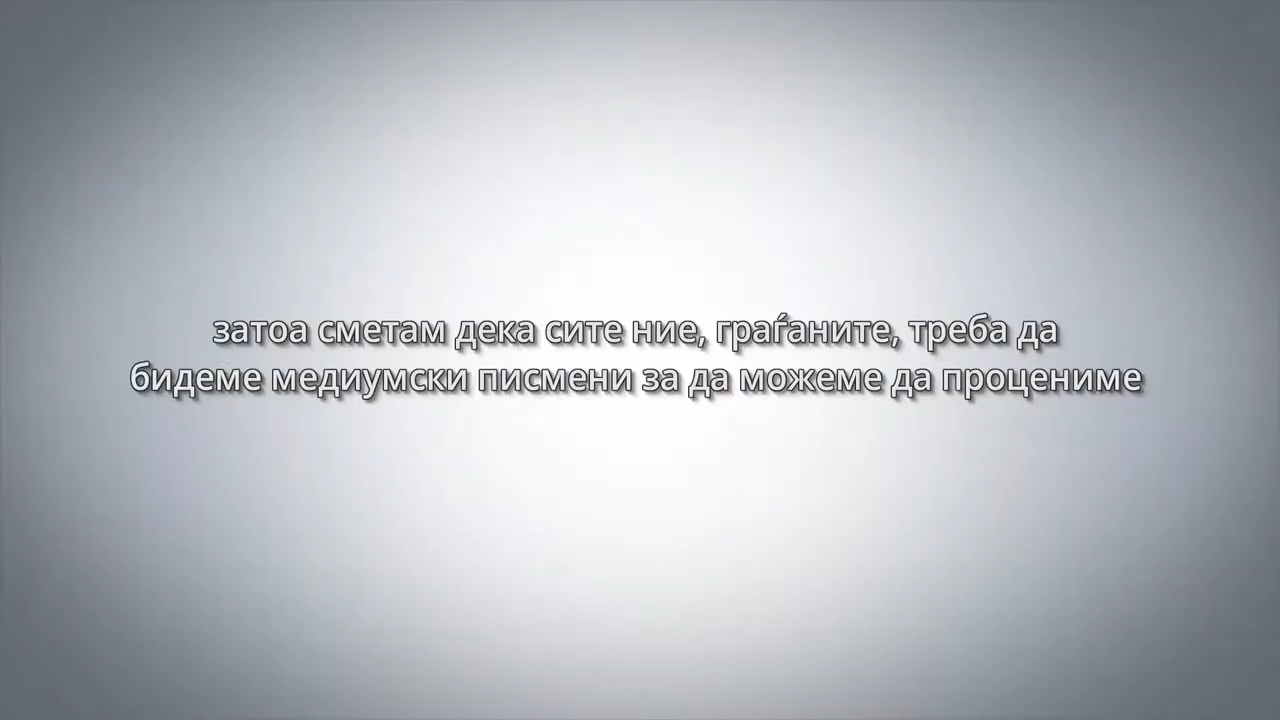 затоа сметам дека сите ние, граѓаните, треба да
бидеме медиумски писмени за да можеме да процениме